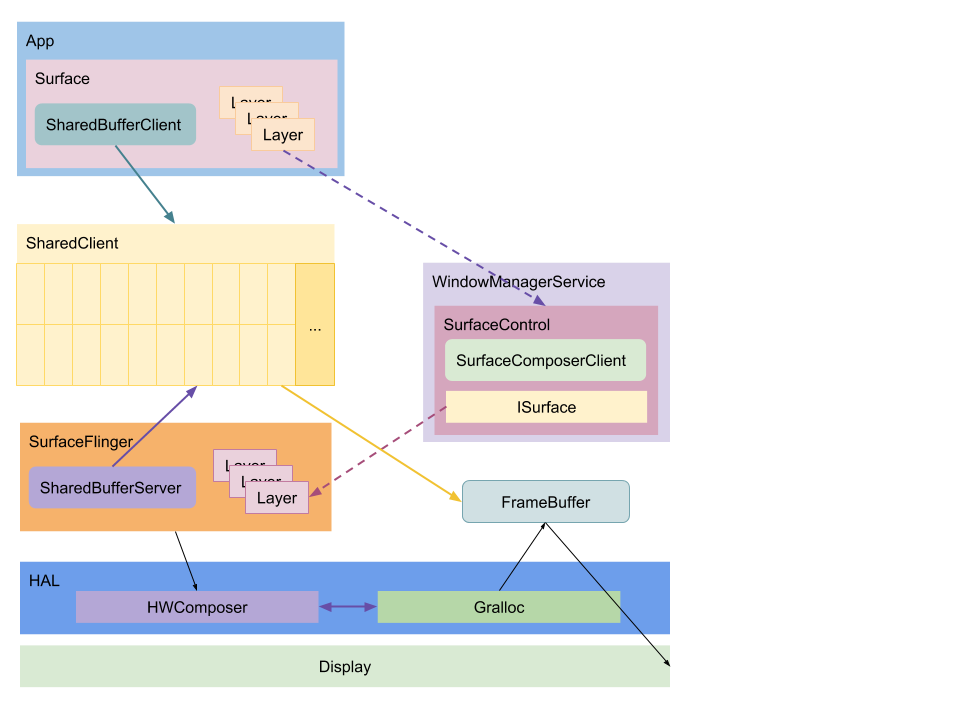 App
Surface
SharedBufferClient
Layer
Layer
Layer
SharedClient
...
WindowManagerService
SurfaceControl
SurfaceComposerClient
ISurface
SurfaceFlinger
SharedBufferServer
Layer
Layer
Layer
FrameBuffer
HAL
HWComposer
Gralloc
Display